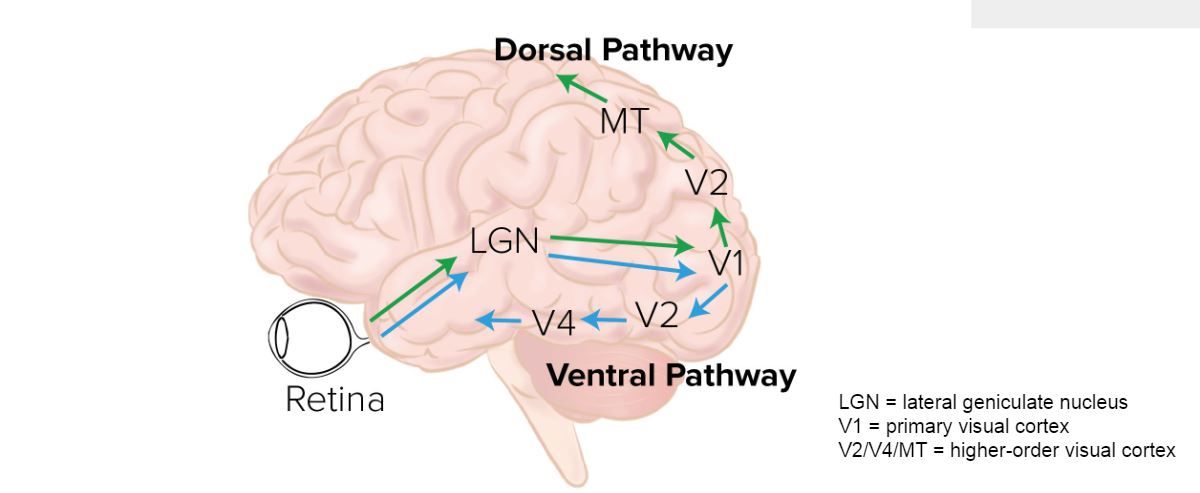 Dorsal Pathway
MT
V2
LGN
V1
V4
V2
Ventral Pathway
Retina
LGN = lateral geniculate nucleus
V1 = primary visual cortex
V2/V4/MT = higher-order visual cortex